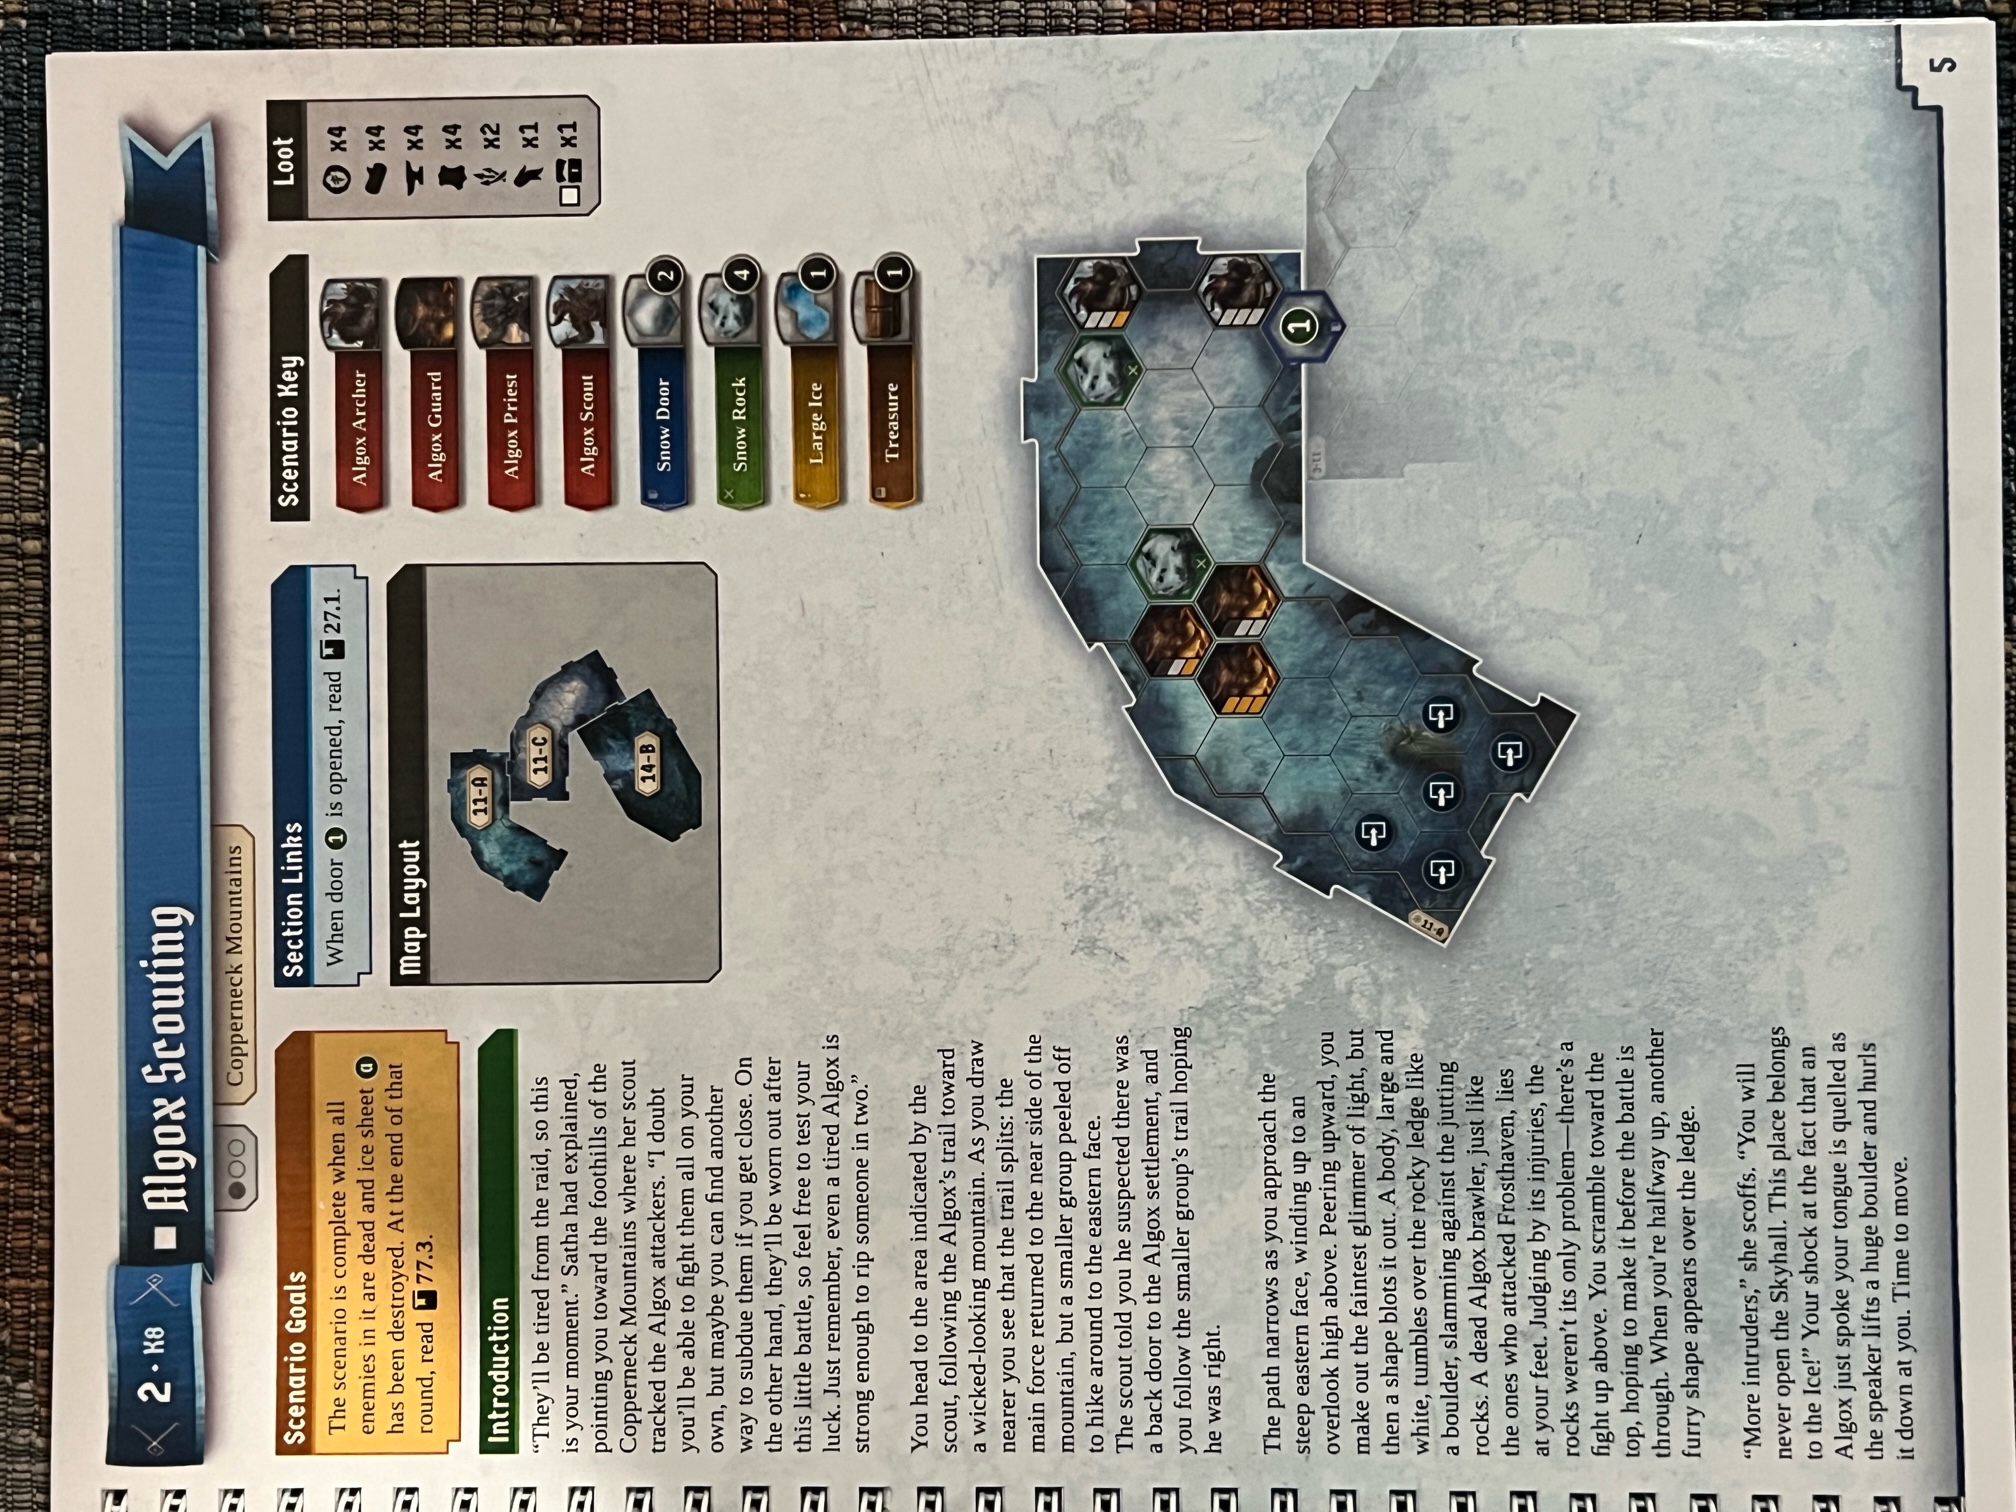 2 · K8
Algox Scouting
Copperneck Mountains
Scenario Goals
The scenario is complete when all
enemies in it are dead and ice sheet a
has been destroyed. At the end of that
round, read 77.3.
Introduction
“They’ll be tired from the raid, so this
is your moment.” Satha had explained,
pointing you toward the foothills of the
Copperneck Mountains where her scout
tracked the Algox attackers. “I doubt
you’ll be able to fight them all on your
own, but maybe you can find another
way to subdue them if you get close. On
the other hand, they’ll be worn out after
this little battle, so feel free to test your
luck. Just remember, even a tired Algox is
strong enough to rip someone in two.”
You head to the area indicated by the
scout, following the Algox’s trail toward
a wicked-looking mountain. As you draw
nearer you see that the trail splits: the
main force returned to the near side of the
mountain, but a smaller group peeled off
to hike around to the eastern face.
The scout told you he suspected there was
a back door to the Algox settlement, and
you follow the smaller group’s trail hoping
he was right.
The path narrows as you approach the
steep eastern face, winding up to an
overlook high above. Peering upward, you
make out the faintest glimmer of light, but
then a shape blots it out. A body, large and
white, tumbles over the rocky ledge like
a boulder, slamming against the jutting
rocks. A dead Algox brawler, just like
the ones who attacked Frosthaven, lies
at your feet. Judging by its injuries, the
rocks weren’t its only problem—there’s a
fight up above. You scramble toward the
top, hoping to make it before the battle is
through. When you’re halfway up, another
furry shape appears over the ledge.
“More intruders,” she scoffs. “You will
never open the Skyhall. This place belongs
to the Ice!” Your shock at the fact that an
Algox just spoke your tongue is quelled as
the speaker lifts a huge boulder and hurls
it down at you. Time to move.
Section Links
When door 1 is opened, read 27.1.
Map Layout
11-A
11-C
14-B
Scenario Key
Algox Archer
Algox Guard
Algox Priest
Algox Scout
Snow Door 2
Snow Rock 4
Large Ice 1
Treasure 1
Loot
x4
x4
x4
x4
x2
x1
x1
1
11-C
11-A
5